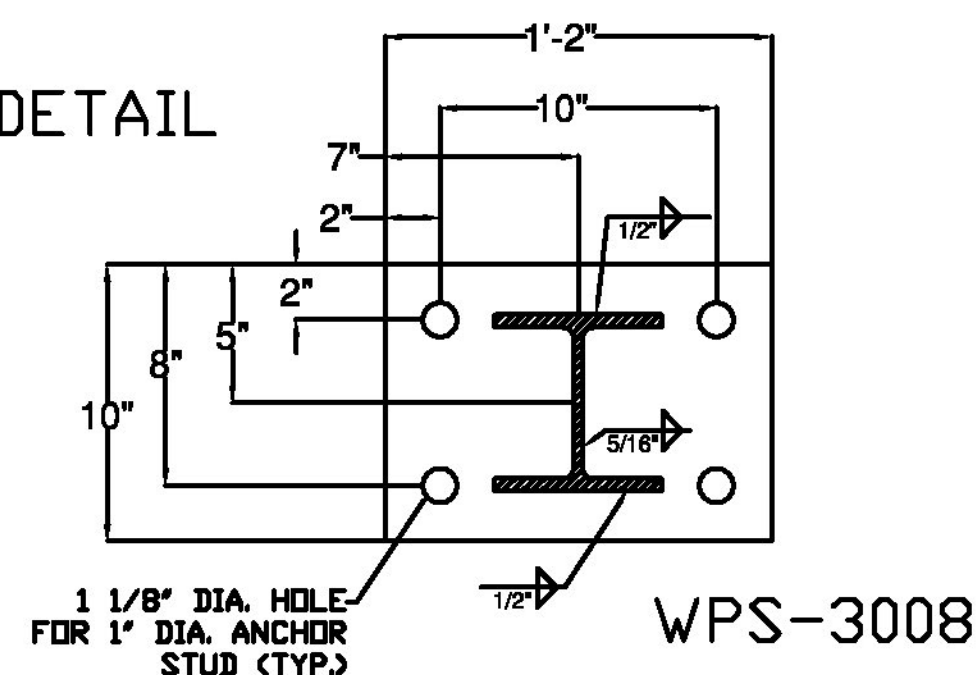 1'-2"
DETAIL
10"
7"
2"
1/2"
2"
5"
8"
10"
5/16"
1/2"
1 1/8" DIA. HOLE
FOR 1" DIA. ANCHOR
STUD (TYP.)
WPS-3008